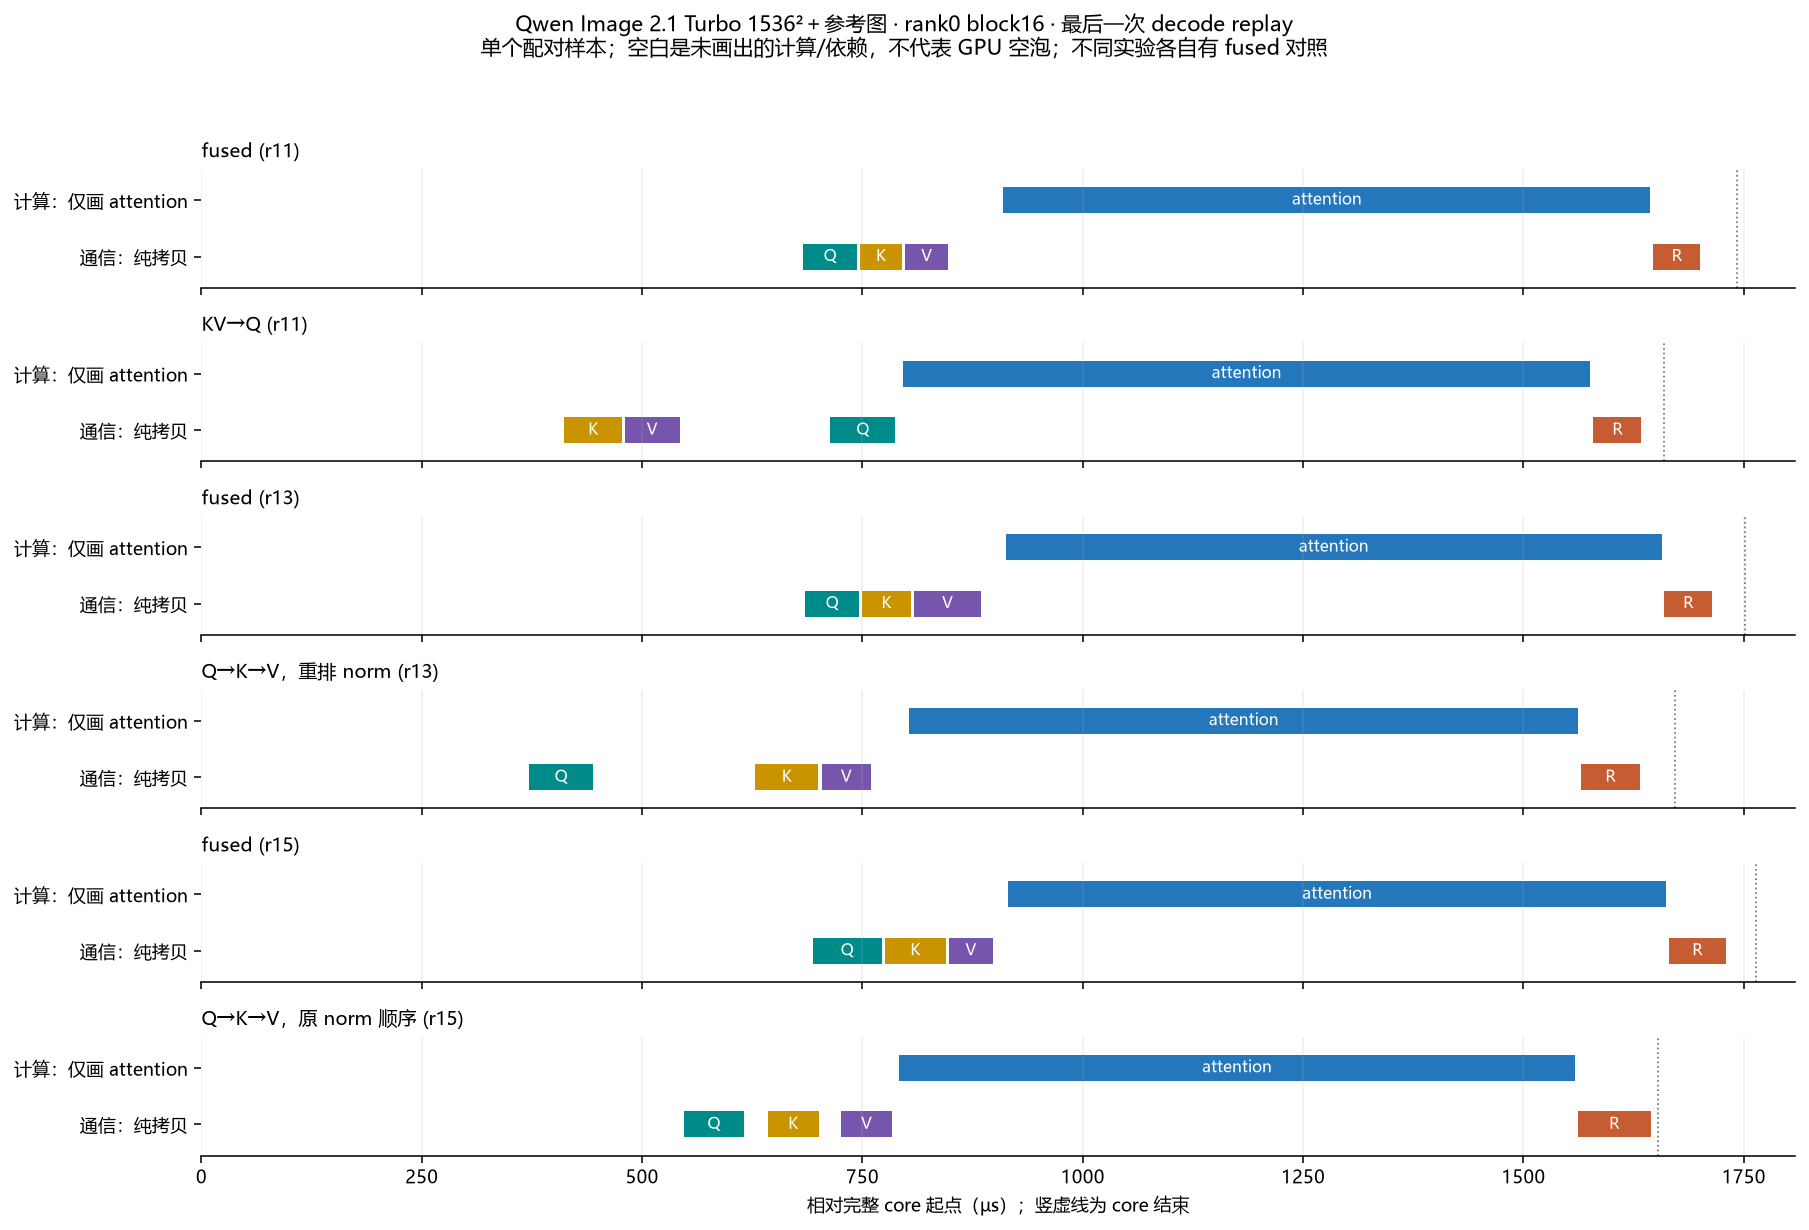 Qwen Image 2.1 Turbo 1536² + 参考图 · rank0 block16 · 最后一次 decode replay
单个配对样本；空白是未画出的计算/依赖，不代表 GPU 空泡；不同实验各自有 fused 对照
fused (r11)
计算：仅画 attention
attention
通信：纯拷贝
Q K V R
KV→Q (r11)
计算：仅画 attention
attention
通信：纯拷贝
K V Q R
fused (r13)
计算：仅画 attention
attention
通信：纯拷贝
Q K V R
Q→K→V，重排 norm (r13)
计算：仅画 attention
attention
通信：纯拷贝
Q K V R
fused (r15)
计算：仅画 attention
attention
通信：纯拷贝
Q K V R
Q→K→V，原 norm 顺序 (r15)
计算：仅画 attention
attention
通信：纯拷贝
Q K V R
0 250 500 750 1000 1250 1500 1750
相对完整 core 起点（μs）；竖虚线为 core 结束